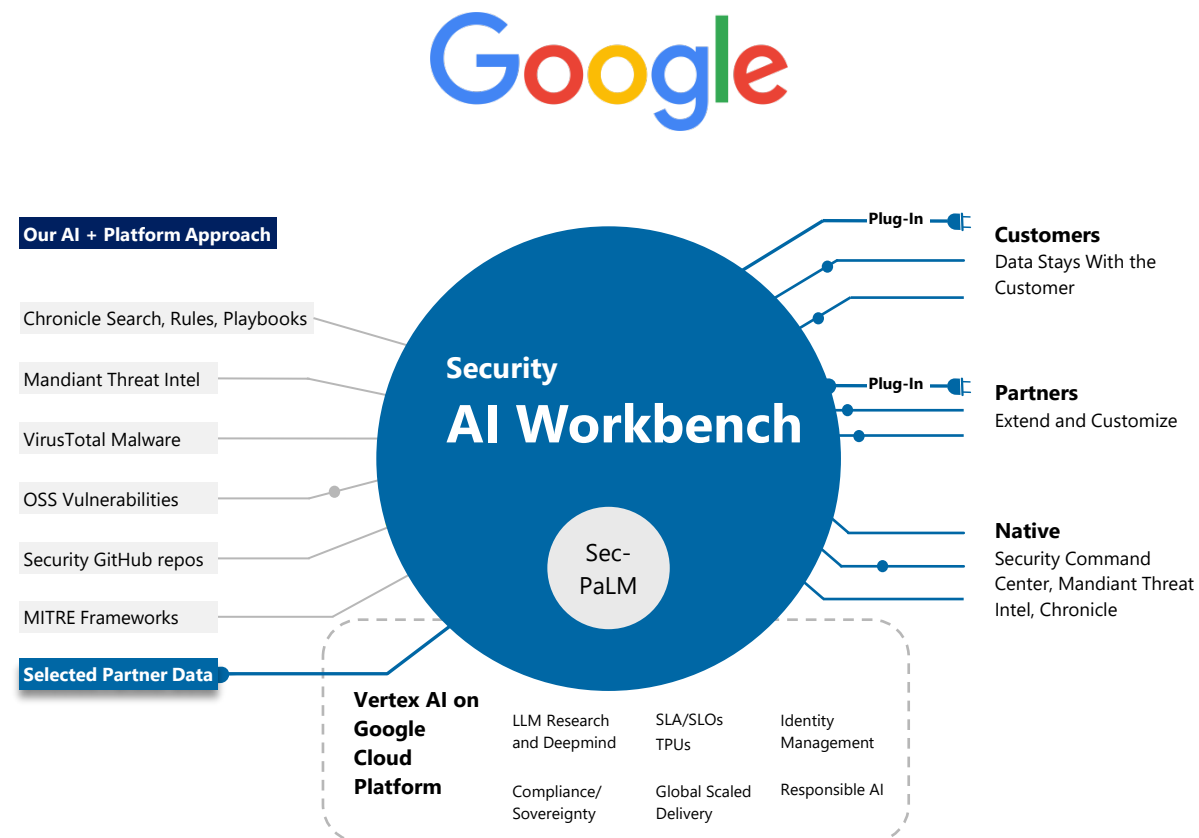 Google
Our AI + Platform Approach
Chronicle Search, Rules, Playbooks
Mandiant Threat Intel
VirusTotal Malware
OSS Vulnerabilities
Security GitHub repos
MITRE Frameworks
Selected Partner Data
Security
AI Workbench
Sec-
PaLM
Plug-In
Customers
Data Stays With the
Customer
Plug-In
Partners
Extend and Customize
Native
Security Command
Center, Mandiant Threat
Intel, Chronicle
Vertex AI on
Google
Cloud
Platform
LLM Research
and Deepmind
SLA/SLOs
TPUs
Identity
Management
Compliance/
Sovereignty
Global Scaled
Delivery
Responsible AI